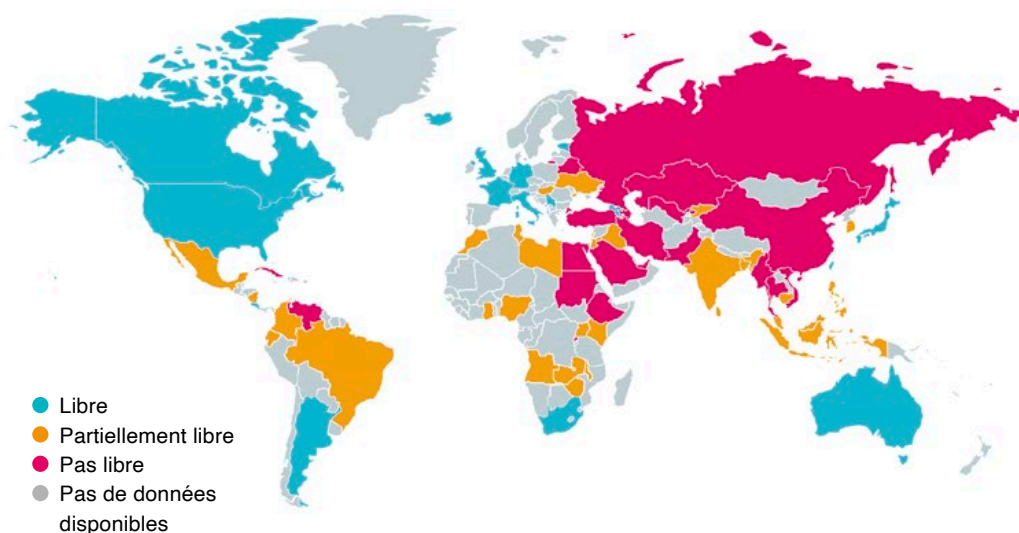 Libre
Partiellement libre
Pas libre
Pas de données
disponibles